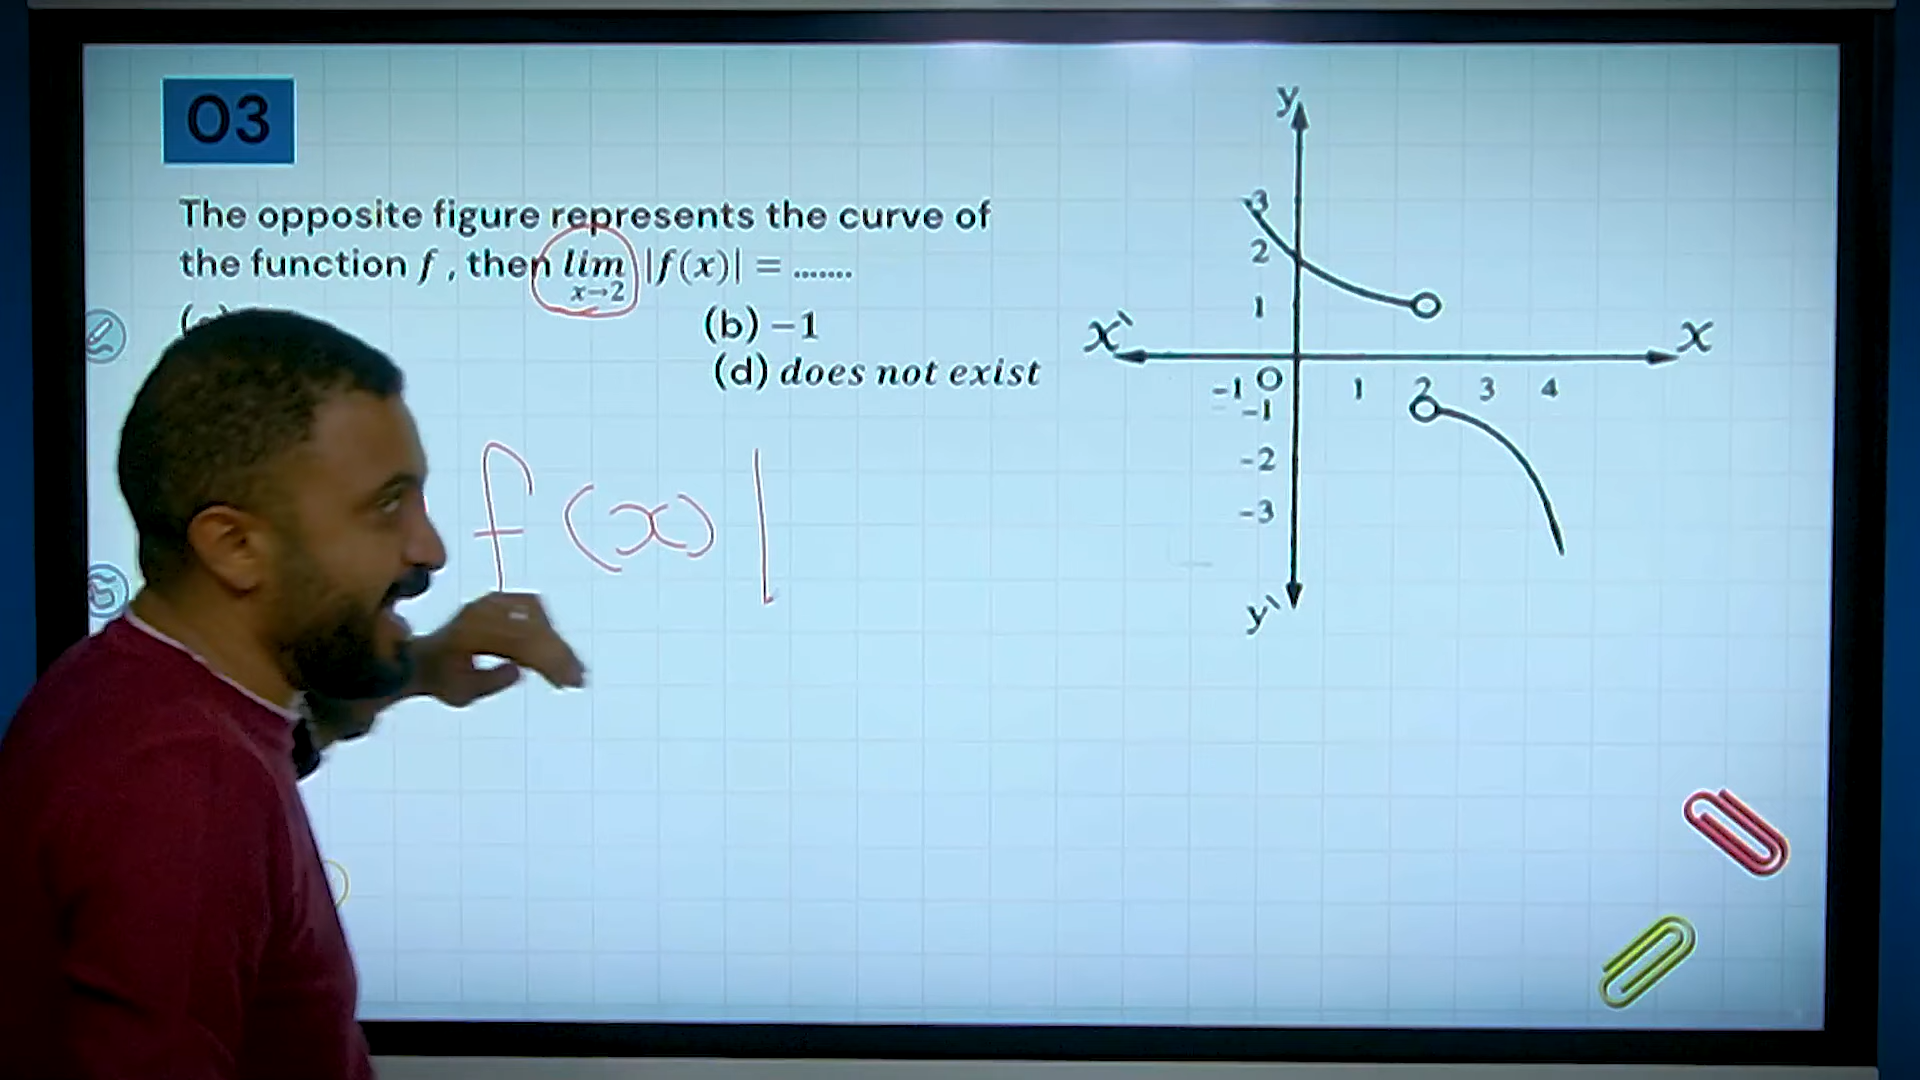 03
The opposite figure represents the curve of
the function f , then lim |f(x)| = .......
x→2
(b) −1
(d) does not exist
f(x)|
y
3
2
1
x`
x
-1
O
1
2
3
4
-1
-2
-3
y`